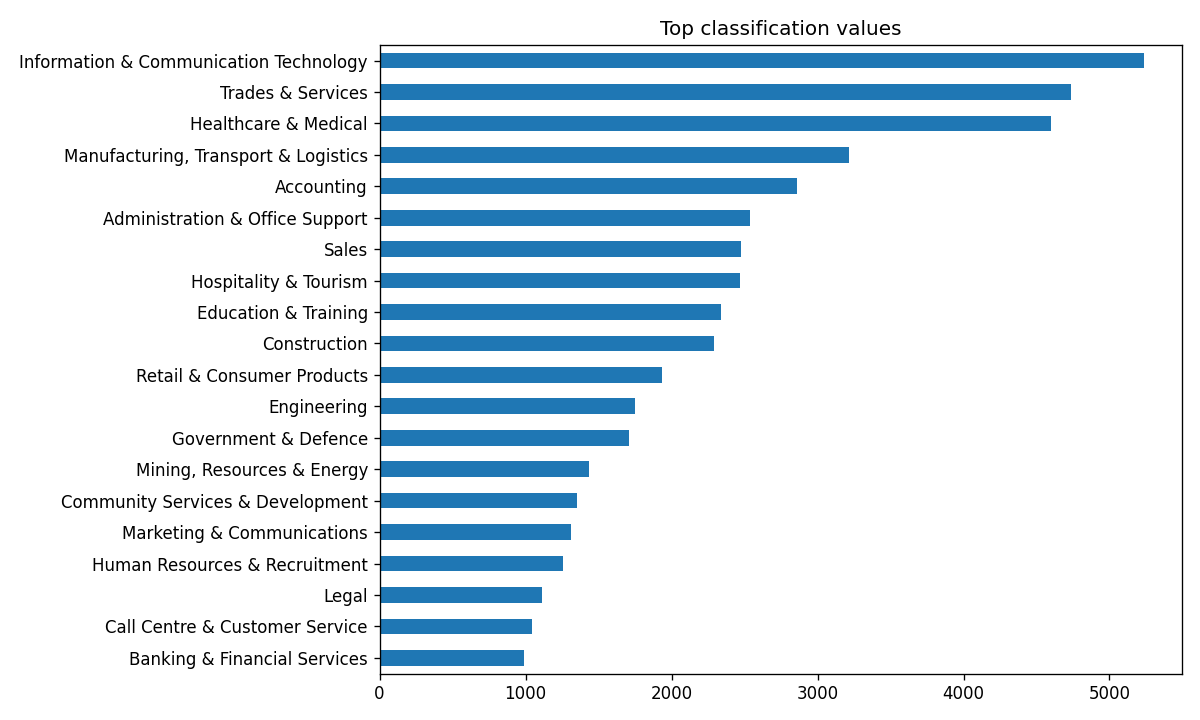 Top classification values
Information & Communication Technology
Trades & Services
Healthcare & Medical
Manufacturing, Transport & Logistics
Accounting
Administration & Office Support
Sales
Hospitality & Tourism
Education & Training
Construction
Retail & Consumer Products
Engineering
Government & Defence
Mining, Resources & Energy
Community Services & Development
Marketing & Communications
Human Resources & Recruitment
Legal
Call Centre & Customer Service
Banking & Financial Services
0 1000 2000 3000 4000 5000